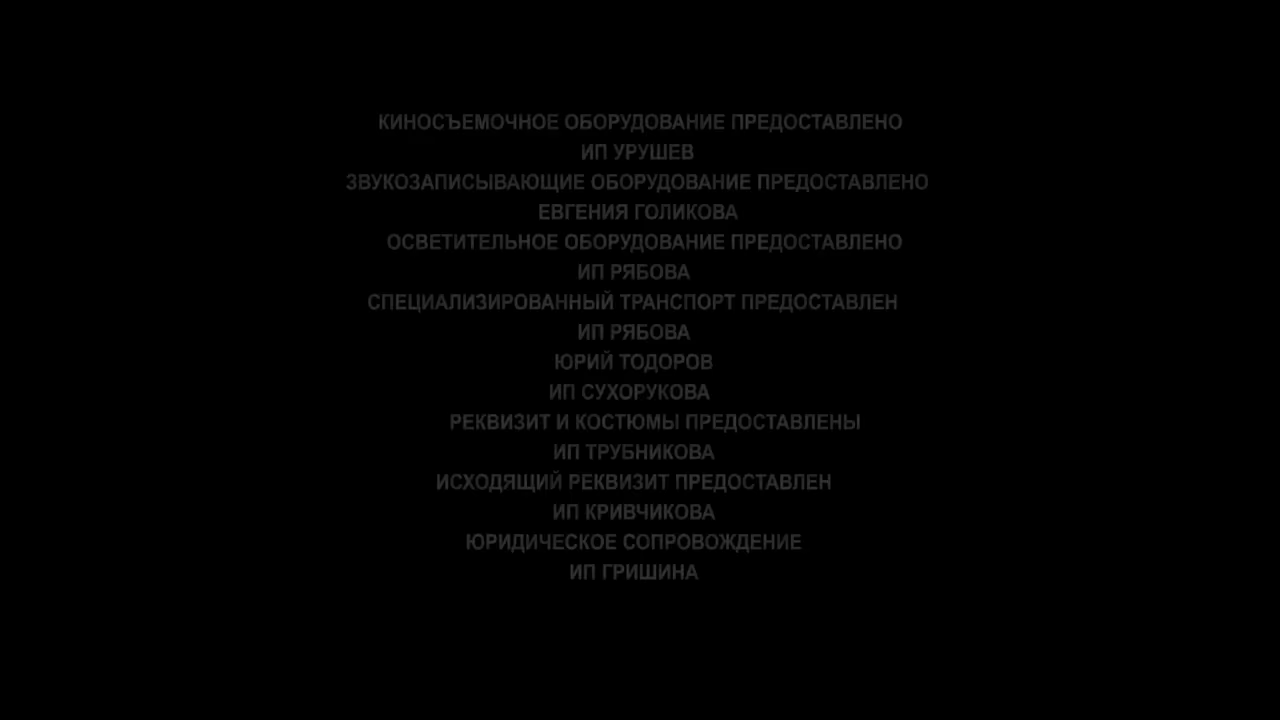 КИНОСЪЕМОЧНОЕ ОБОРУДОВАНИЕ ПРЕДОСТАВЛЕНО
ИП УРУШЕВ
ЗВУКОЗАПИСЫВАЮЩИЕ ОБОРУДОВАНИЕ ПРЕДОСТАВЛЕНО
ЕВГЕНИЯ ГОЛИКОВА
ОСВЕТИТЕЛЬНОЕ ОБОРУДОВАНИЕ ПРЕДОСТАВЛЕНО
ИП РЯБОВА
СПЕЦИАЛИЗИРОВАННЫЙ ТРАНСПОРТ ПРЕДОСТАВЛЕН
ИП РЯБОВА
ЮРИЙ ТОДОРОВ
ИП СУХОРУКОВА
РЕКВИЗИТ И КОСТЮМЫ ПРЕДОСТАВЛЕНЫ
ИП ТРУБНИКОВА
ИСХОДЯЩИЙ РЕКВИЗИТ ПРЕДОСТАВЛЕН
ИП КРИВЧИКОВА
ЮРИДИЧЕСКОЕ СОПРОВОЖДЕНИЕ
ИП ГРИШИНА